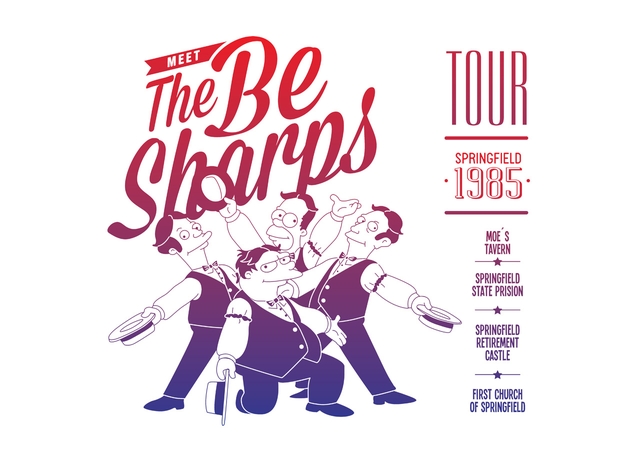 MEET
The Be
Sharps
TOUR
SPRINGFIELD
·1985·
MOE´S
TAVERN
SPRINGFIELD
STATE PRISION
SPRINGFIELD
RETIREMENT
CASTLE
FIRST CHURCH
OF SPRINGFIELD